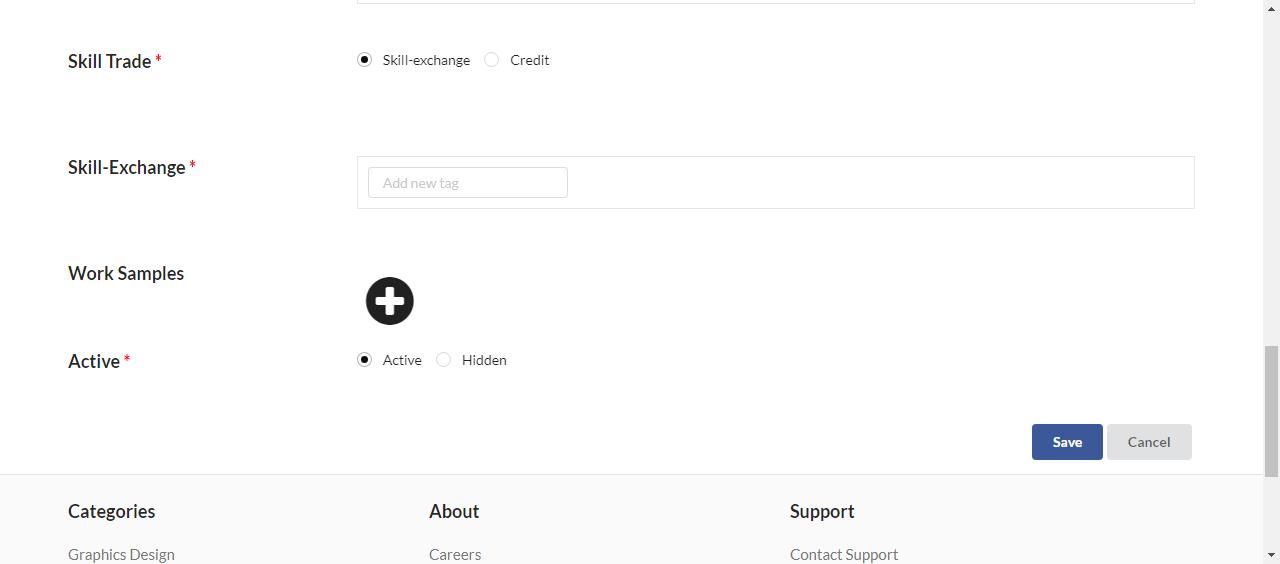 Skill Trade * Skill-exchange Credit
Skill-Exchange * Add new tag
Work Samples
Active * Active Hidden
Save Cancel
Categories About Support
Graphics Design Careers Contact Support